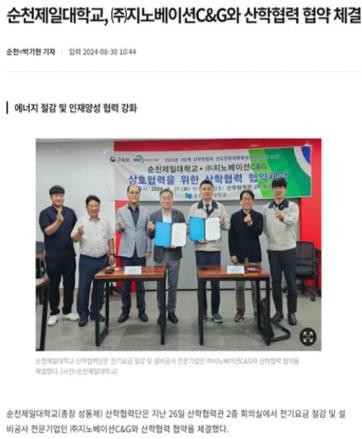 순천제일대학교, ㈜지노베이션C&G와 산학협력 협약 체결
순천=박기현 기자 2024-08-30 10:44
에너지 절감 및 인재양성 협력 강화
교육부
순천제일대학교 • ㈜지노베이션C&G
상호협력을 위한 산학협력 협약체결
순천제일대학교 산학협력단은 전기요금 절감 및 설비공사 전문기업인 ㈜지노베이션C&G와 산학협력 협약을
체결했다. [사진=순천제일대학교]
순천제일대학교(총장 성동제) 산학협력단은 지난 26일 산학협력관 2층 회의실에서 전기요금 절감 및 설
비공사 전문기업인 ㈜지노베이션C&G와 산학협력 협약을 체결했다.